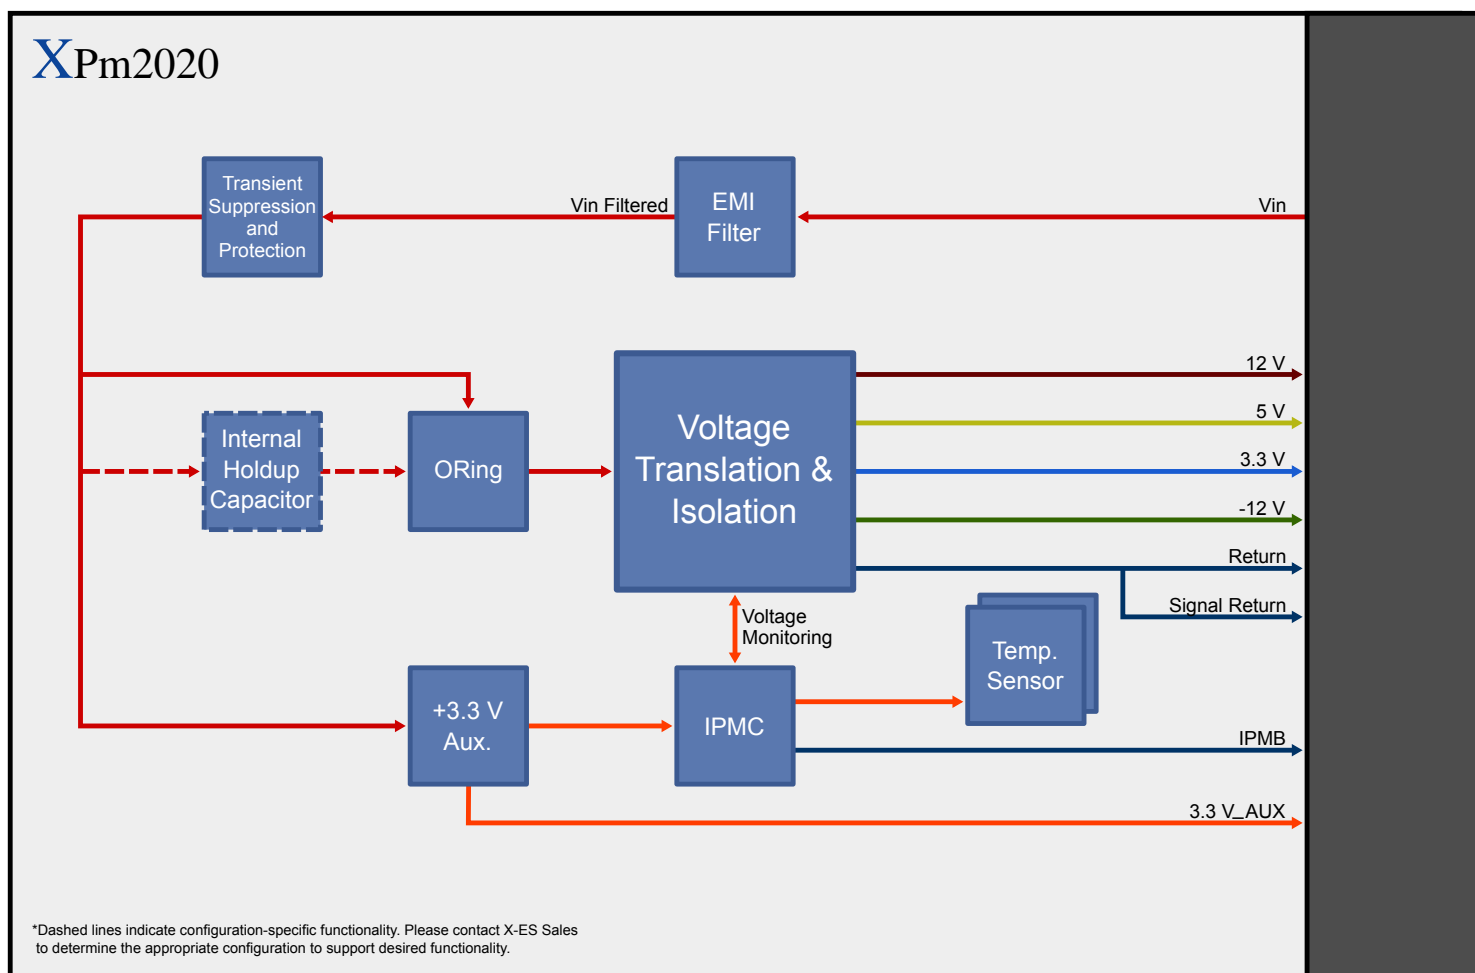 XPm2020
Transient
Suppression
and
Protection
Vin Filtered
EMI
Filter
Vin
Internal
Holdup
Capacitor
ORing
Voltage
Translation &
Isolation
12 V
5 V
3.3 V
-12 V
Return
Signal Return
Voltage
Monitoring
Temp.
Sensor
+3.3 V
Aux.
IPMC
IPMB
3.3 V_AUX
*Dashed lines indicate configuration-specific functionality. Please contact X-ES Sales
to determine the appropriate configuration to support desired functionality.